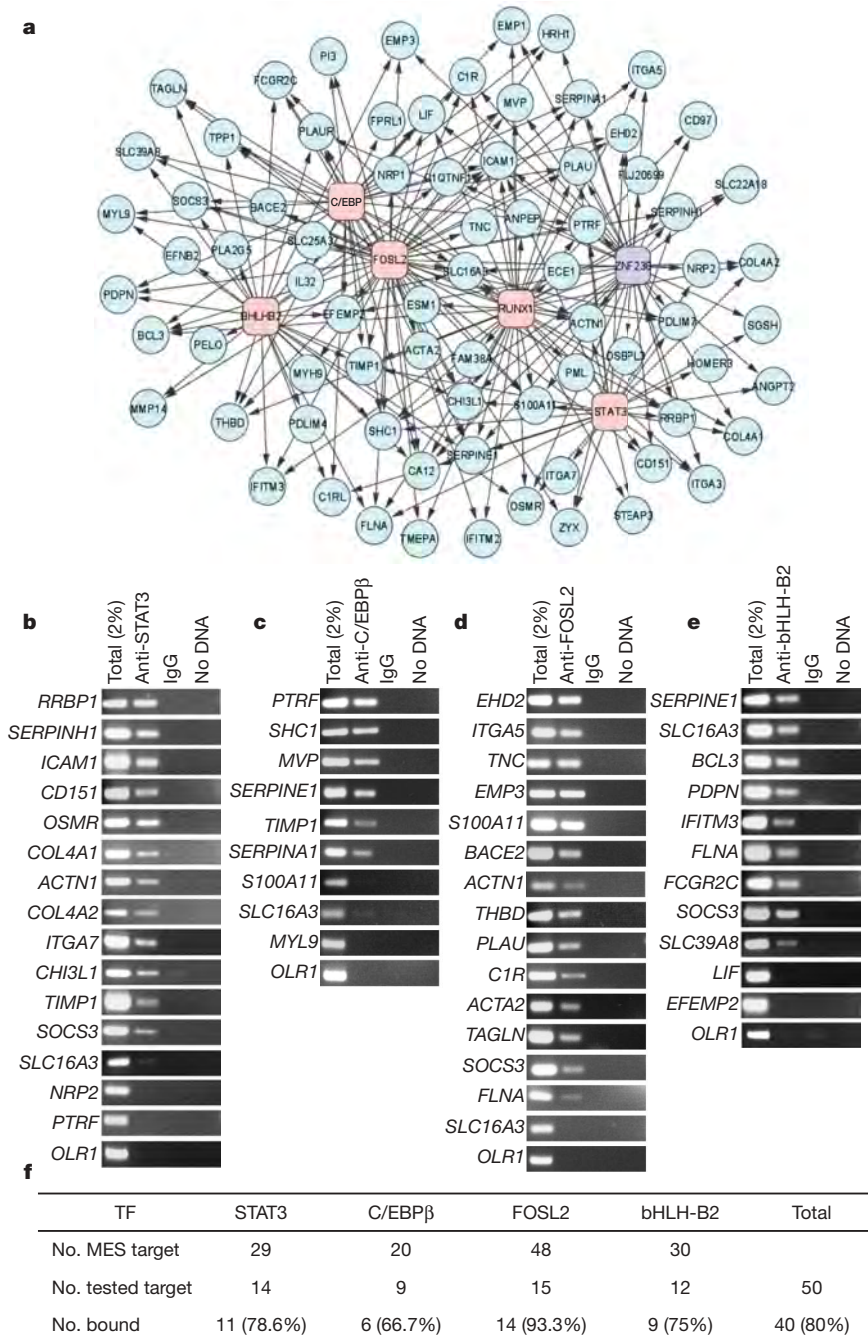 a
EMP1
HRH1
EMP3
PI3
C1R
ITGA5
FCGR2C
TAGLN
MVP
SERPINA1
LIF
FPRL1
PLAUR
CD97
EHD2
TPP1
ICAM1
SLC39A8
PLAU
FLJ20699
NRP1
C1QTNF1
SLC22A18
C/EBP
SOCS3
BACE2
MYL9
ANPEP
SERPINH1
TNC
PTRF
SLC25A3
PLA2G5
EFNB2
FOSL2
ZNF238
NRP2
COL4A2
SLC16A3
ECE1
IL32
PDPN
ESM1
RUNX1
BHLHB2
EFEMP2
ACTN1
PDLIM7
SGSH
BCL3
PELO
ACTA2
FAM38A
OSBPL3
HOMER3
TIMP1
MYH9
PML
ANGPT2
CHI3L1
S100A11
MMP14
STAT3
RRBP1
THBD
PDLIM4
SHC1
COL4A1
SERPINE1
CD151
CA12
ITGA7
ITGA3
IFITM3
C1RL
OSMR
STEAP3
FLNA
TMEPA
IFITM2
ZYX
b
Total (2%)
Anti-STAT3
IgG
No DNA
RRBP1
SERPINH1
ICAM1
CD151
OSMR
COL4A1
ACTN1
COL4A2
ITGA7
CHI3L1
TIMP1
SOCS3
SLC16A3
NRP2
PTRF
OLR1
c
Total (2%)
Anti-C/EBPβ
IgG
No DNA
PTRF
SHC1
MVP
SERPINE1
TIMP1
SERPINA1
S100A11
SLC16A3
MYL9
OLR1
d
Total (2%)
Anti-FOSL2
IgG
No DNA
EHD2
ITGA5
TNC
EMP3
S100A11
BACE2
ACTN1
THBD
PLAU
C1R
ACTA2
TAGLN
SOCS3
FLNA
SLC16A3
OLR1
e
Total (2%)
Anti-bHLH-B2
IgG
No DNA
SERPINE1
SLC16A3
BCL3
PDPN
IFITM3
FLNA
FCGR2C
SOCS3
SLC39A8
LIF
EFEMP2
OLR1
f
TF STAT3 C/EBPβ FOSL2 bHLH-B2 Total
No. MES target 29 20 48 30
No. tested target 14 9 15 12 50
No. bound 11 (78.6%) 6 (66.7%) 14 (93.3%) 9 (75%) 40 (80%)